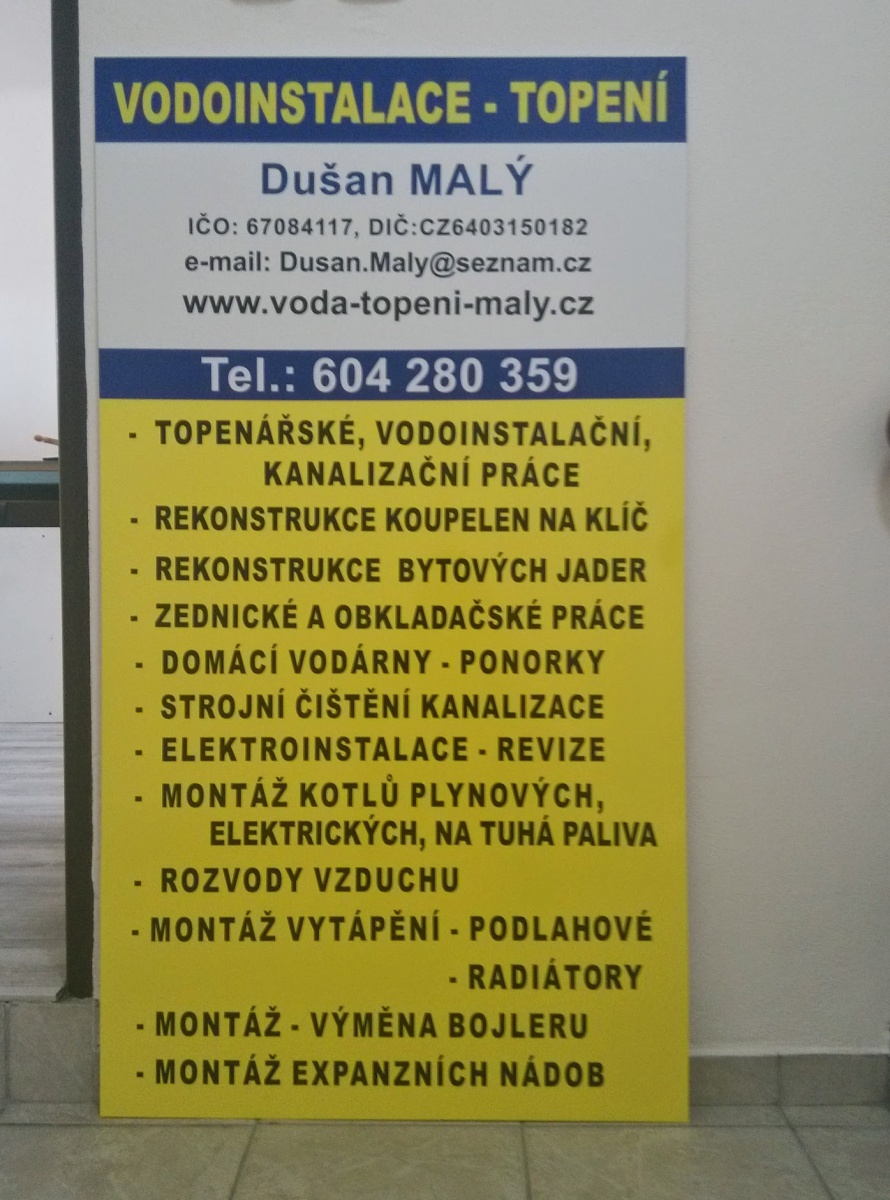 VODOINSTALACE - TOPENÍ
Dušan MALÝ
IČO: 67084117, DIČ:CZ6403150182
e-mail: Dusan.Maly@seznam.cz
www.voda-topeni-maly.cz
Tel.: 604 280 359
- TOPENÁŘSKÉ, VODOINSTALAČNÍ,
KANALIZAČNÍ PRÁCE
- REKONSTRUKCE KOUPELEN NA KLÍČ
- REKONSTRUKCE BYTOVÝCH JADER
- ZEDNICKÉ A OBKLADAČSKÉ PRÁCE
- DOMÁCÍ VODÁRNY - PONORKY
- STROJNÍ ČIŠTĚNÍ KANALIZACE
- ELEKTROINSTALACE - REVIZE
- MONTÁŽ KOTLŮ PLYNOVÝCH,
ELEKTRICKÝCH, NA TUHÁ PALIVA
- ROZVODY VZDUCHU
- MONTÁŽ VYTÁPĚNÍ - PODLAHOVÉ
- RADIÁTORY
- MONTÁŽ - VÝMĚNA BOJLERU
- MONTÁŽ EXPANZNÍCH NÁDOB